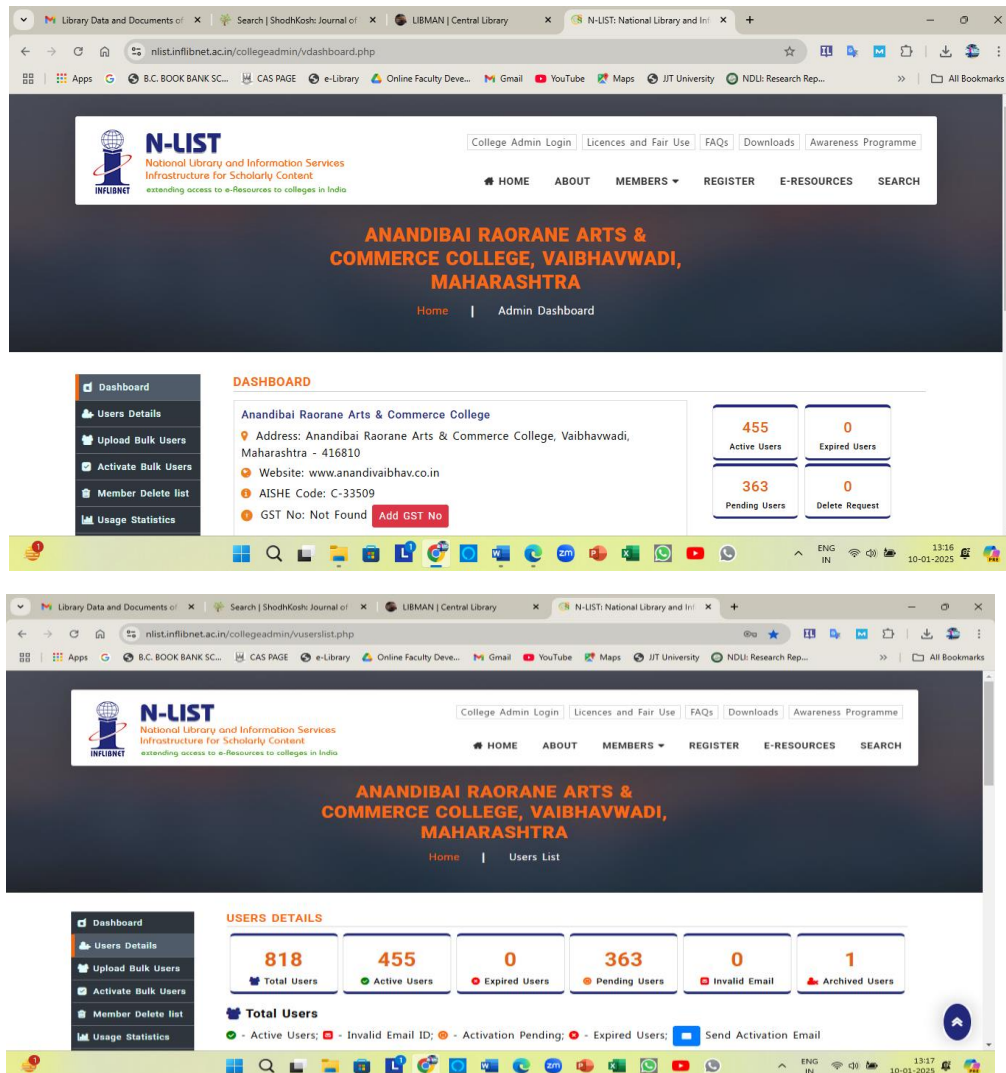 Library Data and Documents of
Search | ShodhKosh: Journal of
LIBMAN | Central Library
N-LIST: National Library and Inf
nlist.inflibnet.ac.in/collegeadmin/vdashboard.php
Apps
B.C. BOOK BANK SC...
CAS PAGE
e-Library
Online Faculty Deve...
Gmail
YouTube
Maps
JJT University
NDLI: Research Rep...
All Bookmarks
INFLIBNET
N-LIST
National Library and Information Services
Infrastructure for Scholarly Content
extending access to e-Resources to colleges in India
College Admin Login
Licences and Fair Use
FAQs
Downloads
Awareness Programme
HOME
ABOUT
MEMBERS
REGISTER
E-RESOURCES
SEARCH
ANANDIBAI RAORANE ARTS &
COMMERCE COLLEGE, VAIBHAVWADI,
MAHARASHTRA
Home | Admin Dashboard
Dashboard
Users Details
Upload Bulk Users
Activate Bulk Users
Member Delete list
Usage Statistics
DASHBOARD
Anandibai Raorane Arts & Commerce College
Address: Anandibai Raorane Arts & Commerce College, Vaibhavwadi,
Maharashtra - 416810
Website: www.anandivaibhav.co.in
AISHE Code: C-33509
GST No: Not Found Add GST No
455
Active Users
0
Expired Users
363
Pending Users
0
Delete Request
ENG
IN
13:16
10-01-2025
Library Data and Documents of
Search | ShodhKosh: Journal of
LIBMAN | Central Library
N-LIST: National Library and Inf
nlist.inflibnet.ac.in/collegeadmin/vuserslist.php
Apps
B.C. BOOK BANK SC...
CAS PAGE
e-Library
Online Faculty Deve...
Gmail
YouTube
Maps
JJT University
NDLI: Research Rep...
All Bookmarks
INFLIBNET
N-LIST
National Library and Information Services
Infrastructure for Scholarly Content
extending access to e-Resources to colleges in India
College Admin Login
Licences and Fair Use
FAQs
Downloads
Awareness Programme
HOME
ABOUT
MEMBERS
REGISTER
E-RESOURCES
SEARCH
ANANDIBAI RAORANE ARTS &
COMMERCE COLLEGE, VAIBHAVWADI,
MAHARASHTRA
Home | Users List
Dashboard
Users Details
Upload Bulk Users
Activate Bulk Users
Member Delete list
Usage Statistics
USERS DETAILS
818
Total Users
455
Active Users
0
Expired Users
363
Pending Users
0
Invalid Email
1
Archived Users
Total Users
- Active Users; - Invalid Email ID; - Activation Pending; - Expired Users; Send Activation Email
ENG
IN
13:17
10-01-2025